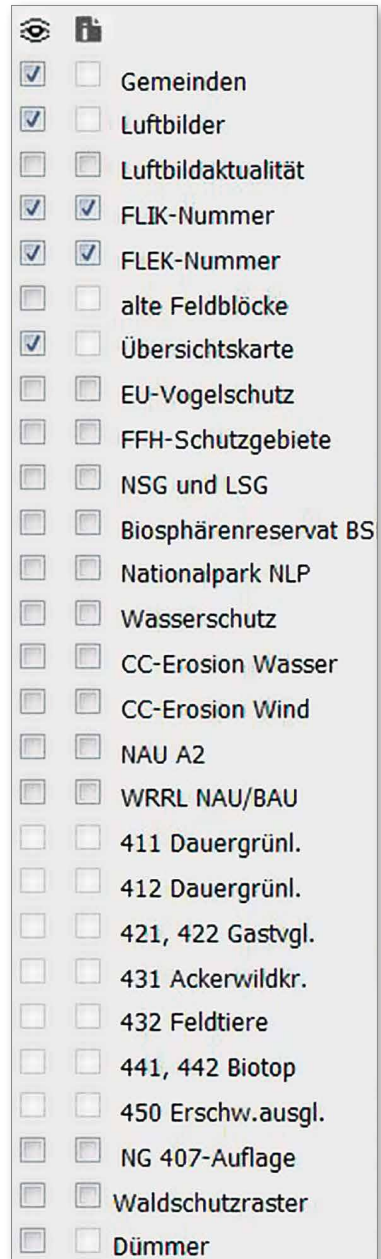 Gemeinden
Luftbilder
Luftbildaktualität
FLIK-Nummer
FLEK-Nummer
alte Feldblöcke
Übersichtskarte
EU-Vogelschutz
FFH-Schutzgebiete
NSG und LSG
Biosphärenreservat BS
Nationalpark NLP
Wasserschutz
CC-Erosion Wasser
CC-Erosion Wind
NAU A2
WRRL NAU/BAU
411 Dauergrünl.
412 Dauergrünl.
421, 422 Gastvgl.
431 Ackerwildkr.
432 Feldtiere
441, 442 Biotop
450 Erschw.ausgl.
NG 407-Auflage
Waldschutzraster
Dümmer